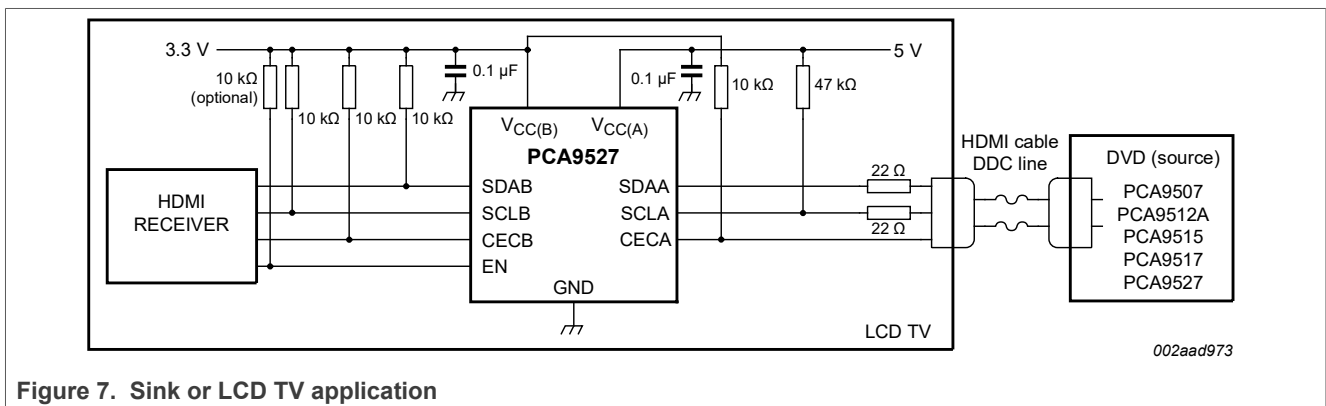 3.3 V
5 V
10 kΩ
(optional)
10 kΩ
10 kΩ
10 kΩ
0.1 μF
0.1 μF
10 kΩ
47 kΩ
VCC(B)
VCC(A)
PCA9527
SDAB
SCLB
CECB
EN
SDAA
SCLA
CECA
GND
HDMI
RECEIVER
22 Ω
22 Ω
HDMI cable
DDC line
DVD (source)
PCA9507
PCA9512A
PCA9515
PCA9517
PCA9527
LCD TV
002aad973
Figure 7. Sink or LCD TV application